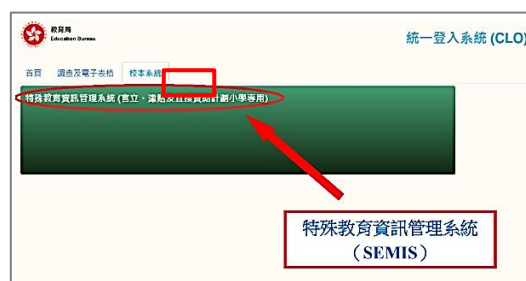 教育局
Education Bureau
統一登入系統 (CLO)
首頁 調查及電子表格 校本系統
特殊教育資訊管理系統 (官立、津貼及直接資助計劃小學專用)
特殊教育資訊管理系統
（SEMIS）